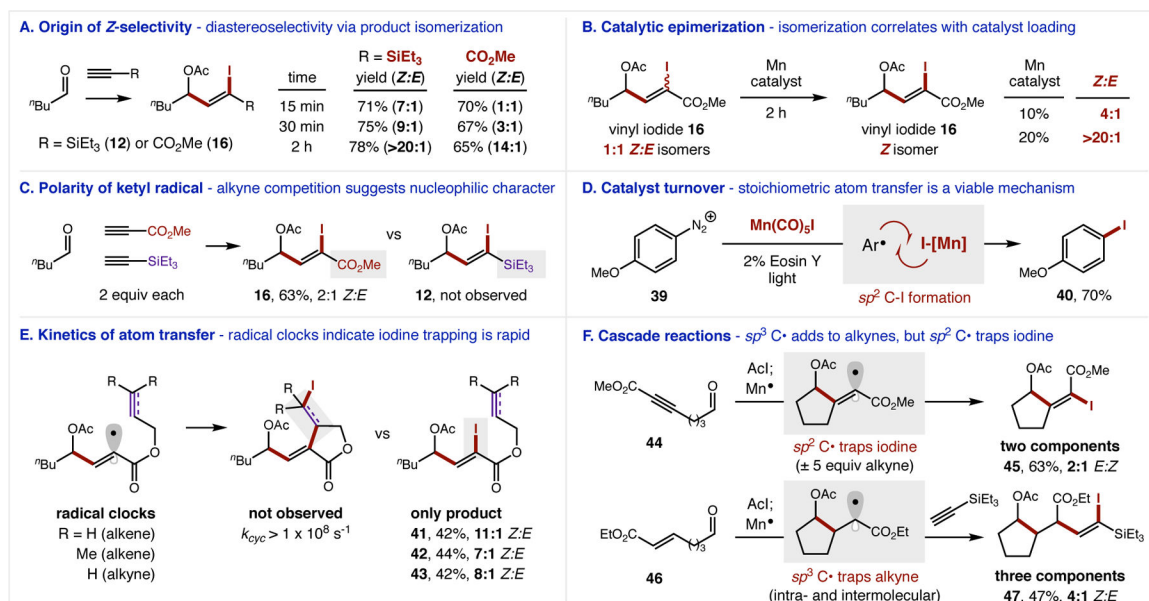 A. Origin of Z-selectivity - diastereoselectivity via product isomerization
O
R
ⁿBu
OAc
I
ⁿBu
R
R = SiEt₃ (12) or CO₂Me (16)
R = SiEt₃ CO₂Me
time yield (Z:E) yield (Z:E)
15 min 71% (7:1) 70% (1:1)
30 min 75% (9:1) 67% (3:1)
2 h 78% (>20:1) 65% (14:1)
B. Catalytic epimerization - isomerization correlates with catalyst loading
OAc
I
ⁿBu
CO₂Me
vinyl iodide 16
1:1 Z:E isomers
Mn
catalyst
2 h
OAc
I
ⁿBu
CO₂Me
vinyl iodide 16
Z isomer
Mn
catalyst Z:E
10% 4:1
20% >20:1
C. Polarity of ketyl radical - alkyne competition suggests nucleophilic character
O
ⁿBu
CO₂Me
SiEt₃
2 equiv each
OAc
I
ⁿBu
CO₂Me
16, 63%, 2:1 Z:E
vs
OAc
I
ⁿBu
SiEt₃
12, not observed
D. Catalyst turnover - stoichiometric atom transfer is a viable mechanism
N₂⊕
MeO
39
Mn(CO)₅I
2% Eosin Y
light
Ar• I-[Mn]
sp² C-I formation
I
MeO
40, 70%
E. Kinetics of atom transfer - radical clocks indicate iodine trapping is rapid
R R
OAc
ⁿBu
O
O
radical clocks
R = H (alkene)
Me (alkene)
H (alkyne)
R I
R
OAc
ⁿBu
O
O
not observed
k_cyc > 1 x 10⁸ s⁻¹
vs
R R
OAc I
ⁿBu
O
O
only product
41, 42%, 11:1 Z:E
42, 44%, 7:1 Z:E
43, 42%, 8:1 Z:E
F. Cascade reactions - sp³ C• adds to alkynes, but sp² C• traps iodine
MeO₂C
O
( )₃
44
AcI;
Mn•
OAc
CO₂Me
sp² C• traps iodine
(± 5 equiv alkyne)
OAc
CO₂Me
I
two components
45, 63%, 2:1 E:Z
EtO₂C
O
( )₃
46
AcI;
Mn•
OAc
CO₂Et
sp³ C• traps alkyne
(intra- and intermolecular)
SiEt₃
OAc
CO₂Et
I
SiEt₃
three components
47, 47%, 4:1 Z:E